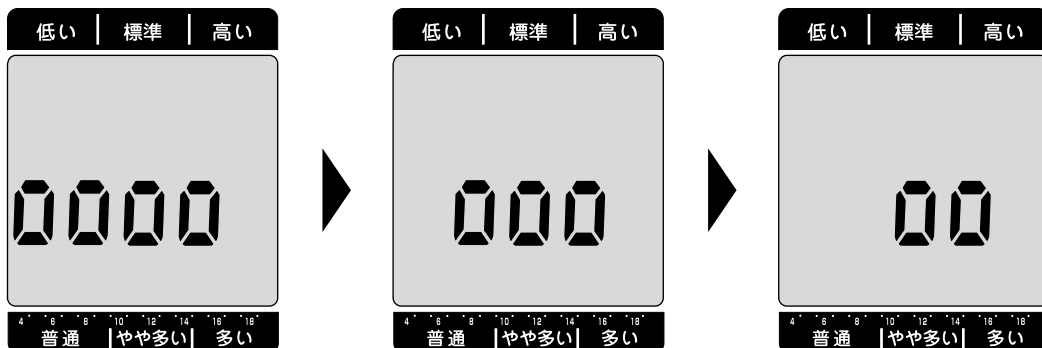 低い 標準 高い
0000
4 6 8 10 12 14 16 18
普通 やや多い 多い
低い 標準 高い
000
4 6 8 10 12 14 16 18
普通 やや多い 多い
低い 標準 高い
00
4 6 8 10 12 14 16 18
普通 やや多い 多い